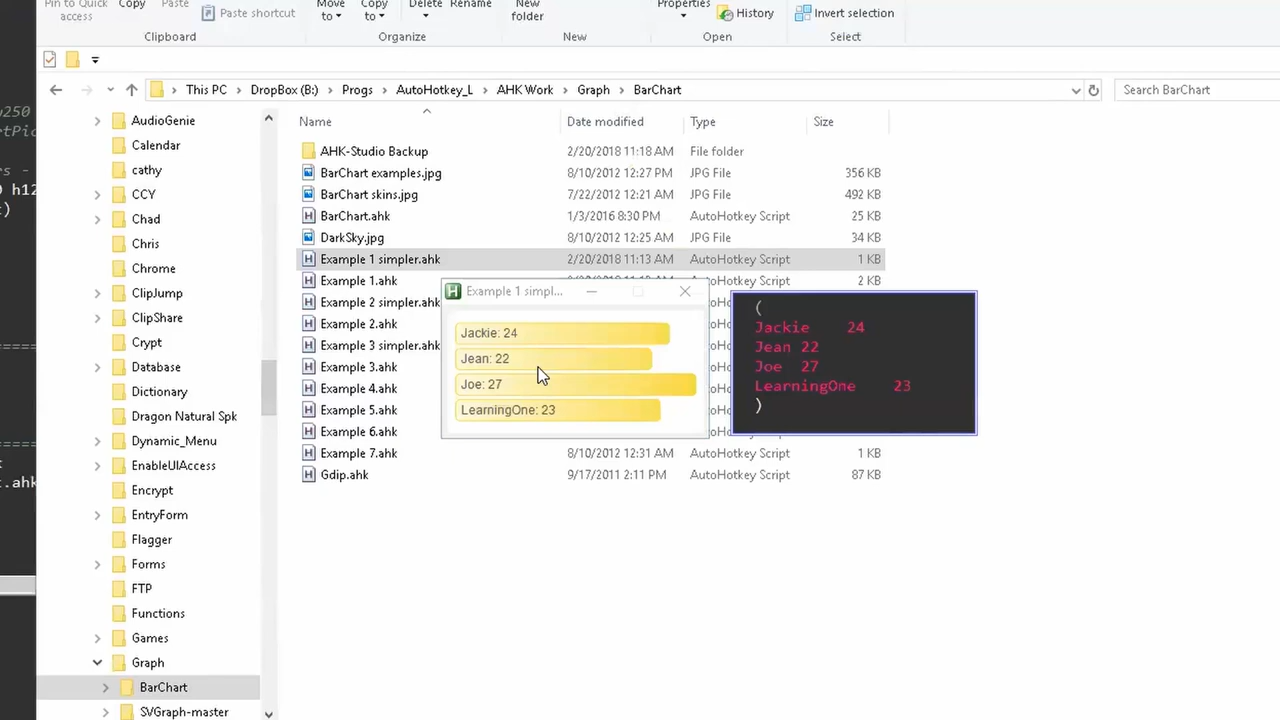 Pin to Quick access
Copy
Paste
Paste shortcut
Move to
Copy to
Delete
Rename
New folder
Properties
History
Invert selection
Clipboard
Organize
New
Open
Select
This PC > DropBox (B:) > Progs > AutoHotkey_L > AHK Work > Graph > BarChart
Search BarChart
Name Date modified Type Size
AHK-Studio Backup 2/20/2018 11:18 AM File folder
BarChart examples.jpg 8/10/2012 12:27 PM JPG File 356 KB
BarChart skins.jpg 7/22/2012 12:21 AM JPG File 492 KB
BarChart.ahk 1/3/2016 8:30 PM AutoHotkey Script 25 KB
DarkSky.jpg 8/10/2012 12:25 AM JPG File 34 KB
Example 1 simpler.ahk 2/20/2018 11:13 AM AutoHotkey Script 1 KB
Example 1.ahk AutoHotkey Script 2 KB
Example 2 simpler.ahk
Example 2.ahk
Example 3 simpler.ahk
Example 3.ahk
Example 4.ahk
Example 5.ahk
Example 6.ahk
Example 7.ahk 8/10/2012 12:31 AM AutoHotkey Script 1 KB
Gdip.ahk 9/17/2011 2:11 PM AutoHotkey Script 87 KB
Example 1 simpl...
Jackie: 24
Jean: 22
Joe: 27
LearningOne: 23
(
Jackie 24
Jean 22
Joe 27
LearningOne 23
)
AudioGenie
Calendar
cathy
CCY
Chad
Chris
Chrome
ClipJump
ClipShare
Crypt
Database
Dictionary
Dragon Natural Spk
Dynamic_Menu
EnableUIAccess
Encrypt
EntryForm
Flagger
Forms
FTP
Functions
Games
Graph
BarChart
SVGraph-master
250
etPic
rs -
0 h12
t)
t
t.ahk